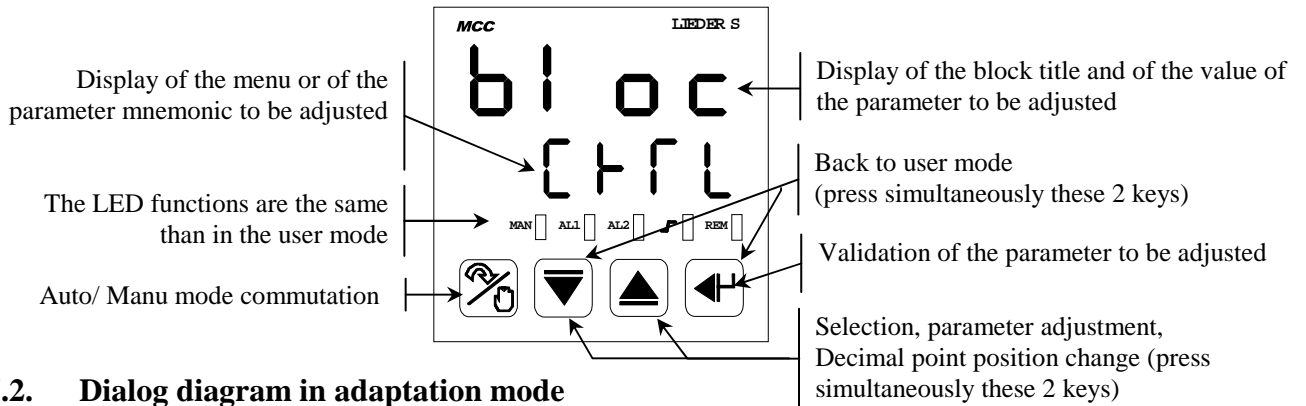 MCC
LIEDER S
bloc
CtrL
Display of the menu or of the
parameter mnemonic to be adjusted
Display of the block title and of the value of
the parameter to be adjusted
Back to user mode
(press simultaneously these 2 keys)
The LED functions are the same
than in the user mode
MAN AL1 AL2 REM
Validation of the parameter to be adjusted
Auto/ Manu mode commutation
Selection, parameter adjustment,
Decimal point position change (press
simultaneously these 2 keys)
.2. Dialog diagram in adaptation mode